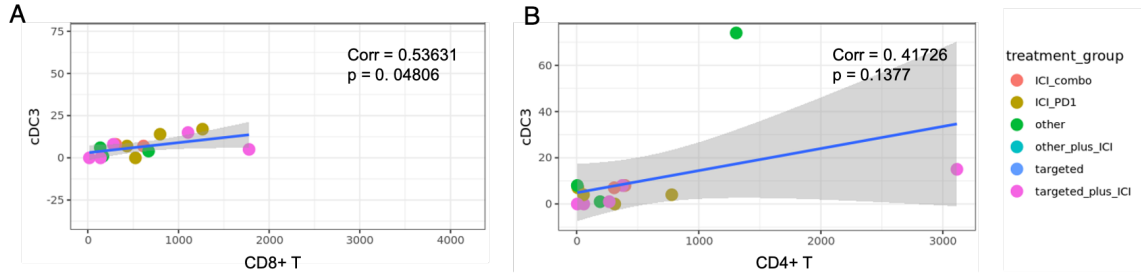 A
cDC3
75
50
25
0
-25
Corr = 0.53631
p = 0. 04806
0
1000
2000
3000
4000
CD8+ T
B
cDC3
60
40
20
0
Corr = 0. 41726
p = 0.1377
0
1000
2000
3000
CD4+ T
treatment_group
ICI_combo
ICI_PD1
other
other_plus_ICI
targeted
targeted_plus_ICI